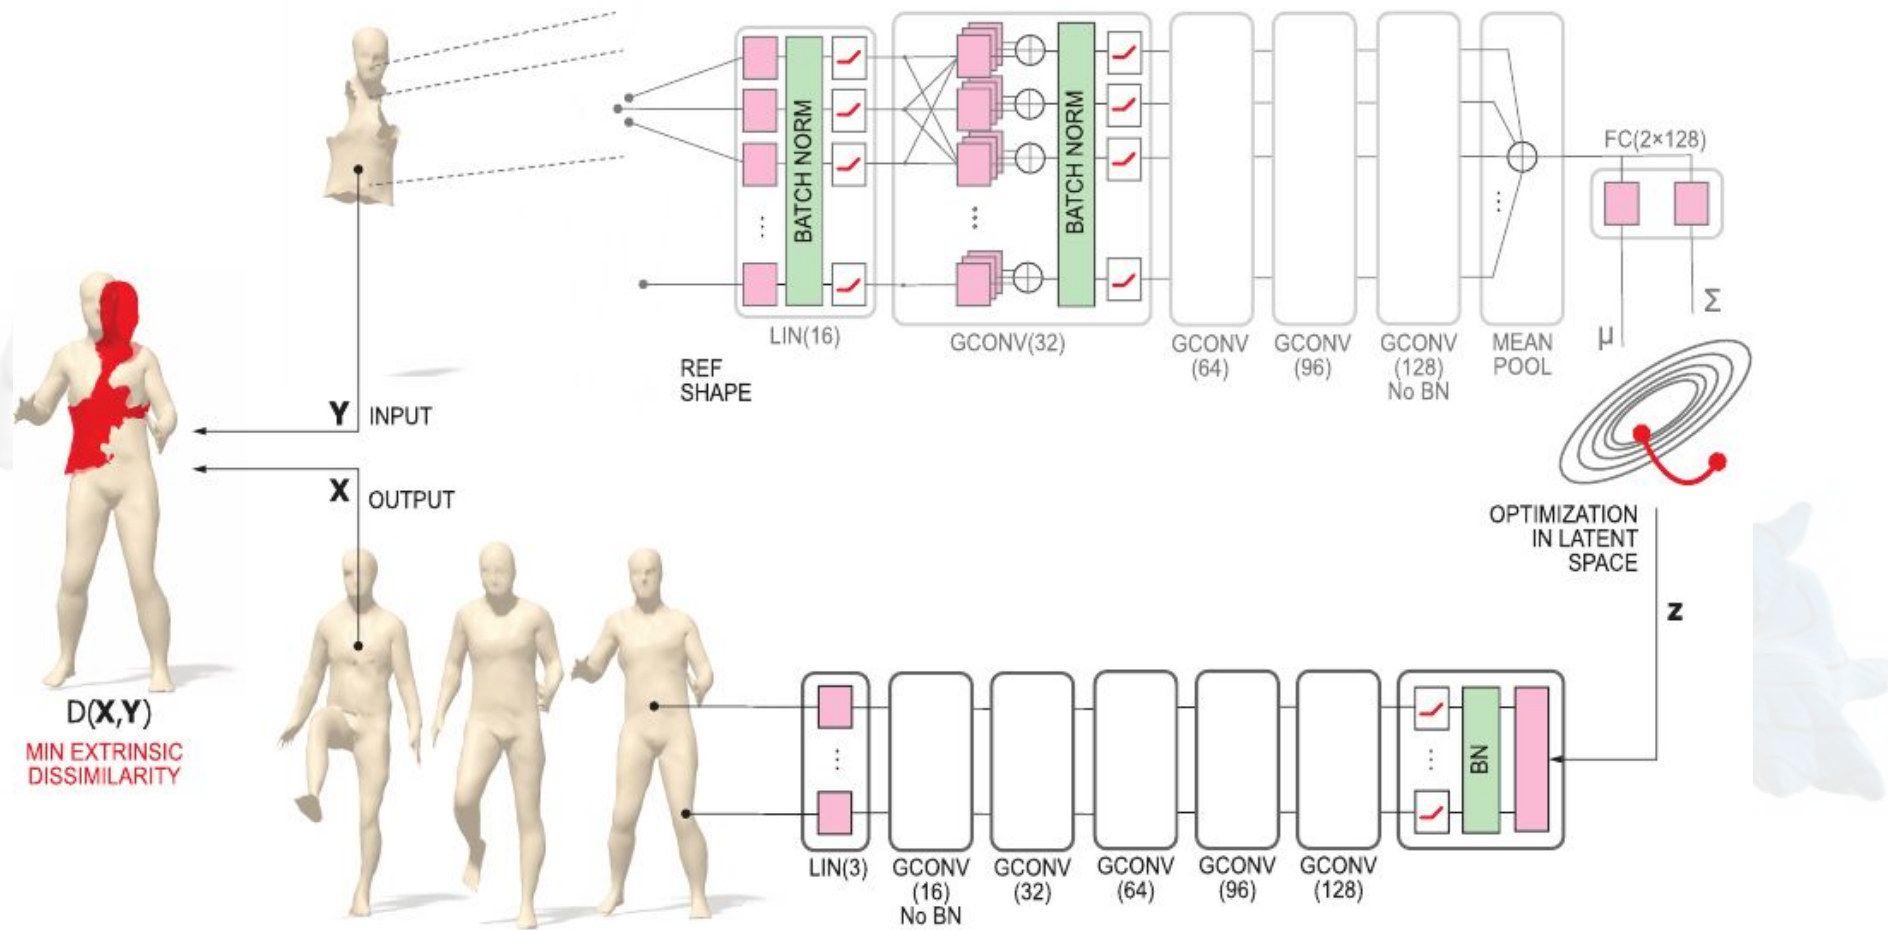 BATCH NORM
LIN(16)
BATCH NORM
GCONV(32)
GCONV
(64)
GCONV
(96)
GCONV
(128)
No BN
MEAN
POOL
FC(2×128)
μ
Σ
REF
SHAPE
Y INPUT
X OUTPUT
D(X,Y)
MIN EXTRINSIC
DISSIMILARITY
OPTIMIZATION
IN LATENT
SPACE
z
LIN(3)
GCONV
(16)
No BN
GCONV
(32)
GCONV
(64)
GCONV
(96)
GCONV
(128)
BN